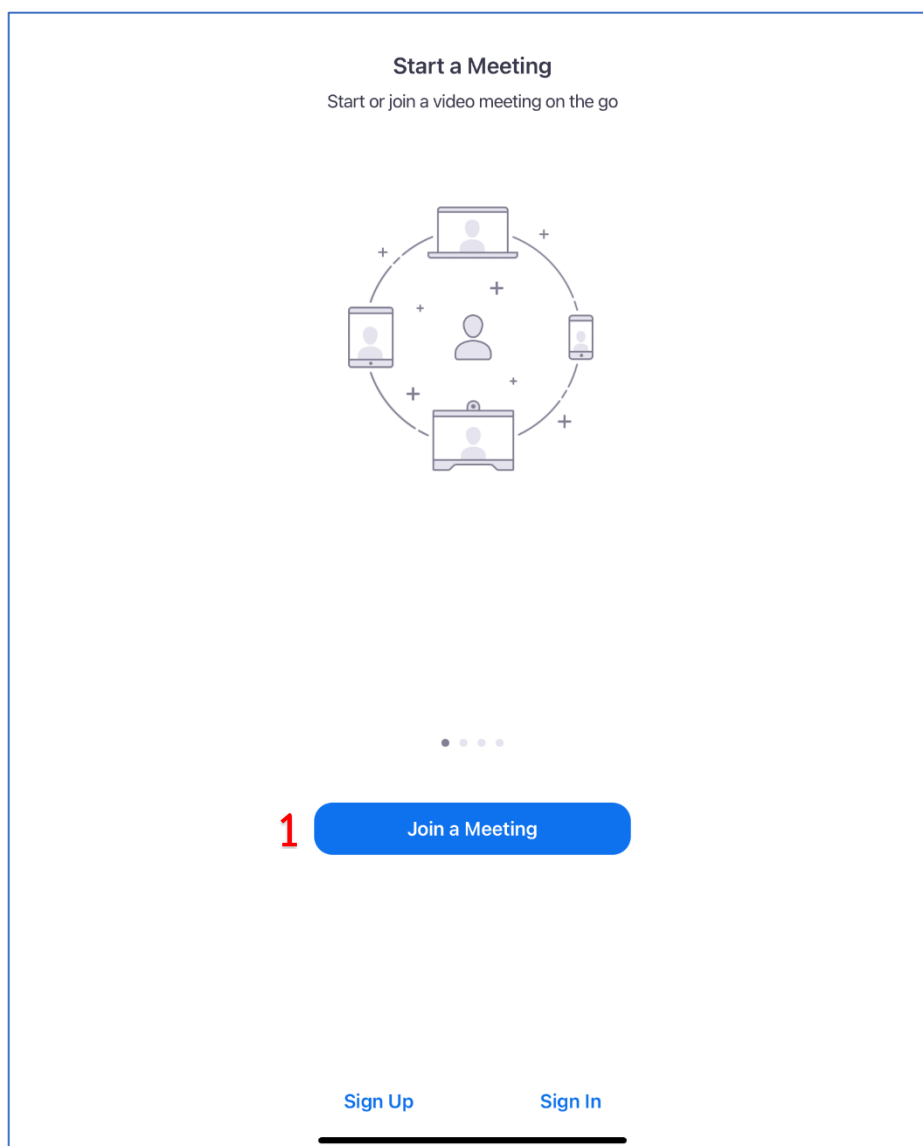 Start a Meeting
Start or join a video meeting on the go
1 Join a Meeting
Sign Up Sign In